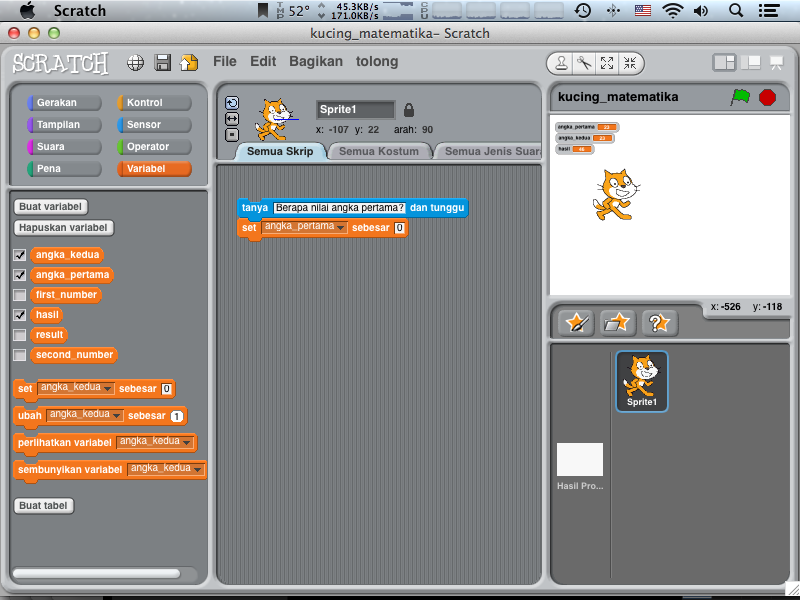 Scratch
52°
45.3KB/s
171.0KB/s
kucing_matematika– Scratch
SCRATCH
File Edit Bagikan tolong
Gerakan Kontrol
Tampilan Sensor
Suara Operator
Pena Variabel
Buat variabel
Hapuskan variabel
angka_kedua
angka_pertama
first_number
hasil
result
second_number
set angka_kedua sebesar 0
ubah angka_kedua sebesar 1
perlihatkan variabel angka_kedua
sembunyikan variabel angka_kedua
Buat tabel
Sprite1
x: -107 y: 22 arah: 90
Semua Skrip Semua Kostum Semua Jenis Suar
tanya Berapa nilai angka pertama? dan tunggu
set angka_pertama sebesar 0
kucing_matematika
angka_pertama 23
angka_kedua
hasil
x: -526 y: -118
Sprite1
Hasil Pro...